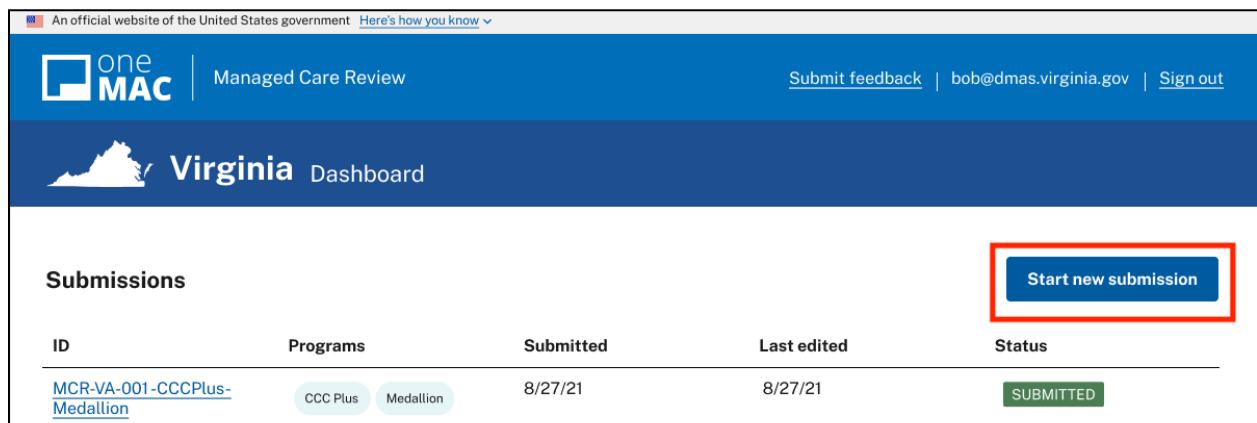 An official website of the United States government Here's how you know
one MAC Managed Care Review Submit feedback | bob@dmas.virginia.gov | Sign out
Virginia Dashboard
Submissions Start new submission
ID Programs Submitted Last edited Status
MCR-VA-001-CCCPlus- CCC Plus Medallion 8/27/21 8/27/21 SUBMITTED
Medallion